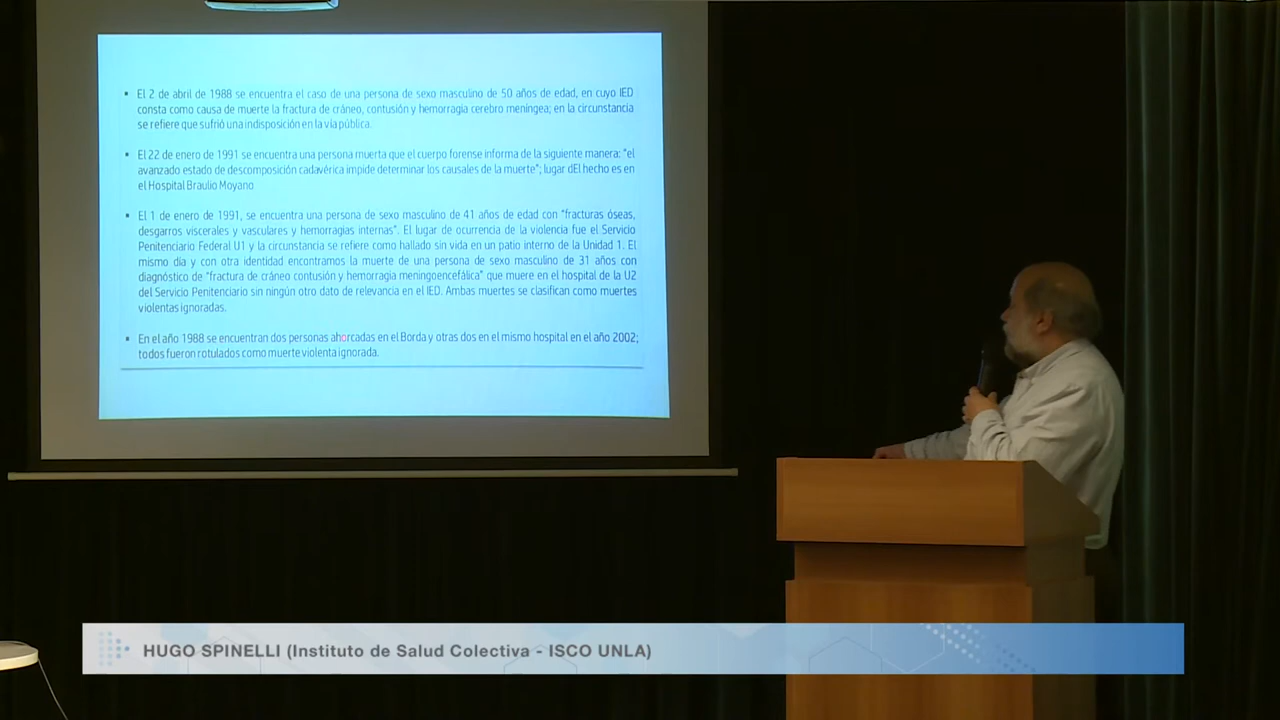 • El 2 de abril de 1988 se encuentra el caso de una persona de sexo masculino de 50 años de edad, en cuyo IED
consta como causa de muerte la fractura de cráneo, contusión y hemorragia cerebro meníngea; en la circunstancia
se refiere que sufrió una indisposición en la vía pública.
• El 22 de enero de 1991 se encuentra una persona muerta que el cuerpo forense informa de la siguiente manera: "el
avanzado estado de descomposición cadavérica impide determinar los causales de la muerte"; lugar dEl hecho es en
el Hospital Braulio Moyano
• El 1 de enero de 1991, se encuentra una persona de sexo masculino de 41 años de edad con "fracturas óseas,
desgarros viscerales y vasculares y hemorragias internas". El lugar de ocurrencia de la violencia fue el Servicio
Penitenciario Federal U1 y la circunstancia se refiere como hallado sin vida en un patio interno de la Unidad 1. El
mismo día y con otra identidad encontramos la muerte de una persona de sexo masculino de 31 años con
diagnóstico de "fractura de cráneo contusión y hemorragia meningoencefálica" que muere en el hospital de la U2
del Servicio Penitenciario sin ningún otro dato de relevancia en el IED. Ambas muertes se clasifican como muertes
violentas ignoradas.
• En el año 1988 se encuentran dos personas ahorcadas en el Borda y otras dos en el mismo hospital en el año 2002;
todos fueron rotulados como muerte violenta ignorada.
HUGO SPINELLI (Instituto de Salud Colectiva - ISCO UNLA)